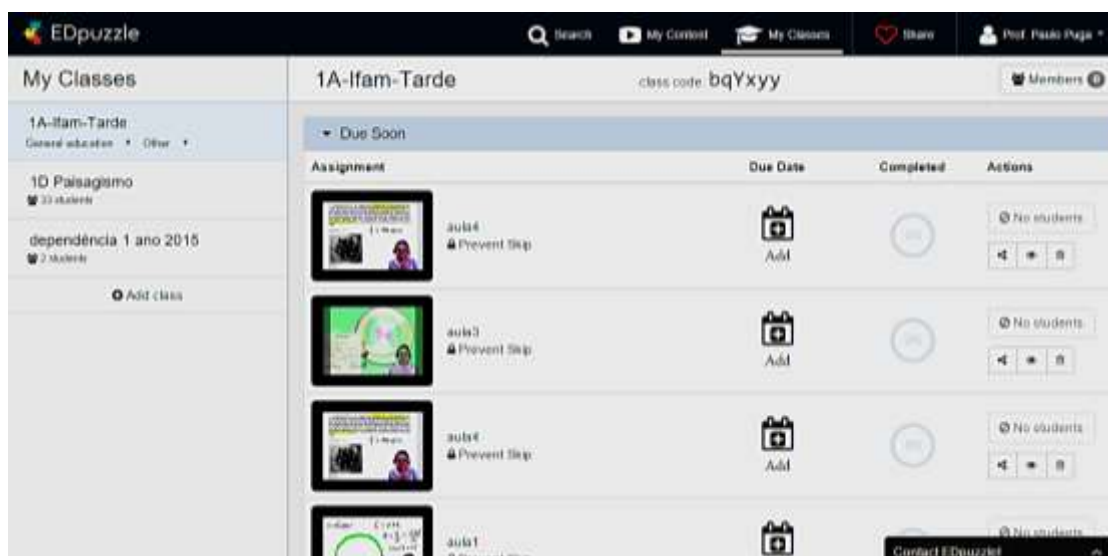 EDpuzzle
Search
My Content
My Classes
Share
Prof. Paulo Puga
My Classes
1A-Ifam-Tarde
General education
Other
1D Paisagismo
33 students
dependência 1 ano 2015
2 students
Add class
1A-Ifam-Tarde
class code bqYxyy
Members
Due Soon
Assignment Due Date Completed Actions
aula4
Prevent Skip
Add
No students
aula3
Prevent Skip
Add
No students
aula4
Prevent Skip
Add
No students
aula1
No students
Contact EDpuzzle!